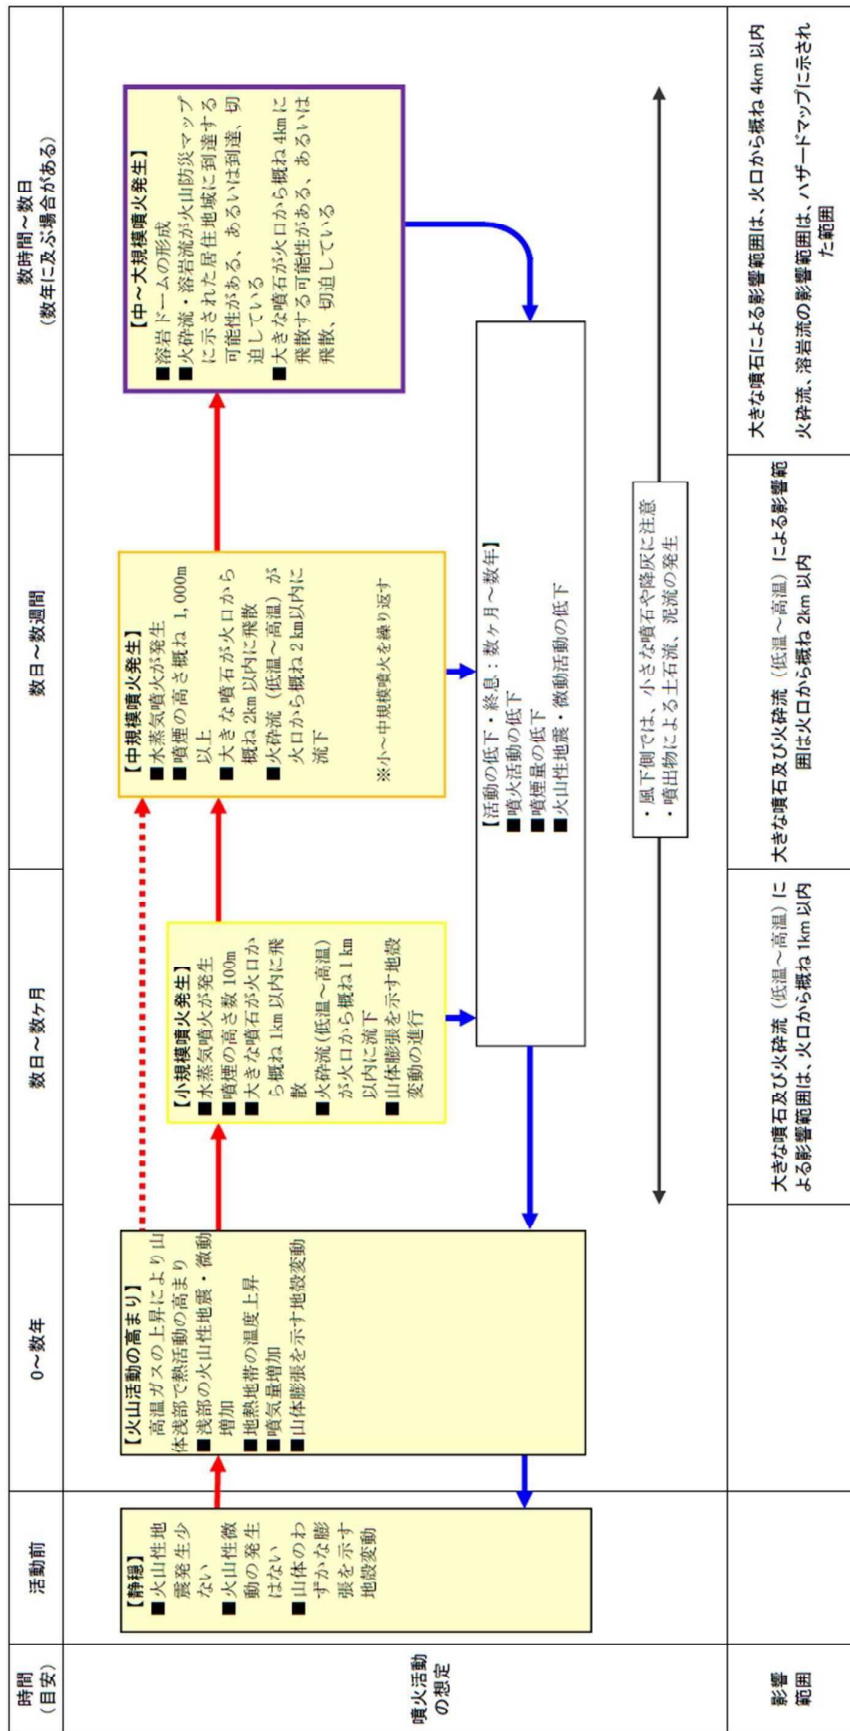 時間
(目安)
活動前
0～数年
数日～数ヶ月
数日～数週間
数時間～数日
(数年に及ぶ場合がある)
噴火活動
の想定
【静穏】
■火山性地
震発生少
ない
■火山性微
動の発生
はない
■山体のわ
ずかな膨
張を示す
地殻変動
【火山活動の高まり】
高温ガスの上昇により山
体浅部で熱活動の高まり
■浅部の火山性地震・微動
増加
■地熱地帯の温度上昇
■噴気量増加
■山体膨張を示す地殻変動
【小規模噴火発生】
■水蒸気噴火が発生
■噴煙の高さ数100m
■大きな噴石が火口か
ら概ね1km以内に飛
散
■火砕流(低温～高温)
が火口から概ね1km
以内に流下
■山体膨張を示す地殻
変動の進行
【中規模噴火発生】
■水蒸気噴火が発生
■噴煙の高さ概ね 1,000m
以上
■大きな噴石が火口から
概ね2km以内に飛散
■火砕流（低温～高温）が
火口から概ね2km以内に
流下
※小～中規模噴火を繰り返す
【中～大規模噴火発生】
■溶岩ドームの形成
■火砕流・溶岩流が火山防災マップ
に示された居住地域に到達する
可能性がある、あるいは到達、切
迫している
■大きな噴石が火口から概ね4kmに
飛散する可能性がある、あるいは
飛散、切迫している
【活動の低下・終息：数ヶ月～数年】
■噴火活動の低下
■噴煙量の低下
■火山性地震・微動活動の低下
・風下側では、小さな噴石や降灰に注意
・噴出物による土石流、泥流の発生
影響
範囲
大きな噴石及び火砕流（低温～高温）に
よる影響範囲は、火口から概ね1km以内
大きな噴石及び火砕流（低温～高温）による影響範
囲は火口から概ね2km以内
大きな噴石による影響範囲は、火口から概ね4km以内
火砕流、溶岩流の影響範囲は、ハザードマップに示され
た範囲